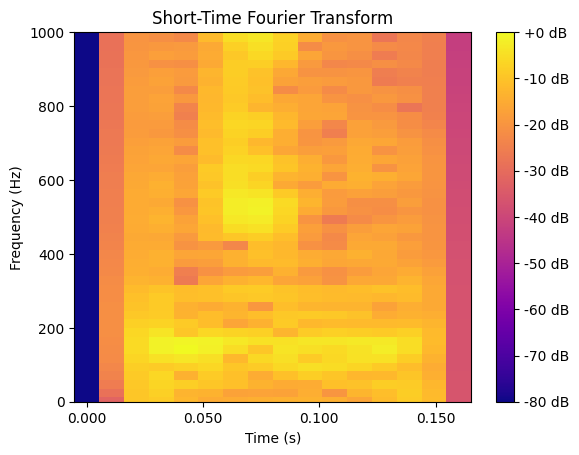 Short-Time Fourier Transform
1000
800
600
400
200
0
Frequency (Hz)
0.000
0.050
0.100
0.150
Time (s)
+0 dB
-10 dB
-20 dB
-30 dB
-40 dB
-50 dB
-60 dB
-70 dB
-80 dB